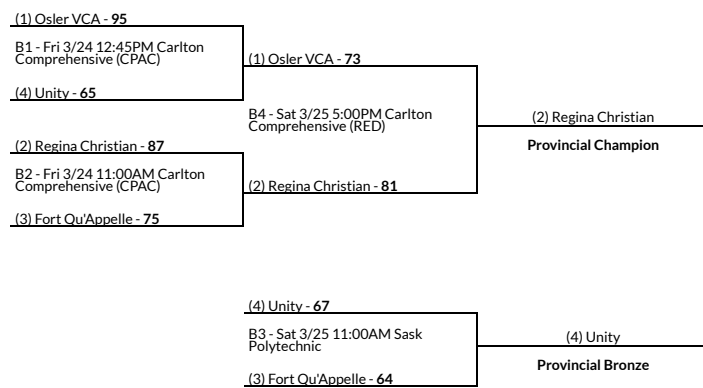 (1) Osler VCA - 95
B1 - Fri 3/24 12:45PM Carlton
Comprehensive (CPAC)
(4) Unity - 65
(1) Osler VCA - 73
B4 - Sat 3/25 5:00PM Carlton
Comprehensive (RED)
(2) Regina Christian
Provincial Champion
(2) Regina Christian - 87
B2 - Fri 3/24 11:00AM Carlton
Comprehensive (CPAC)
(3) Fort Qu'Appelle - 75
(2) Regina Christian - 81
(4) Unity - 67
B3 - Sat 3/25 11:00AM Sask
Polytechnic
(3) Fort Qu'Appelle - 64
(4) Unity
Provincial Bronze